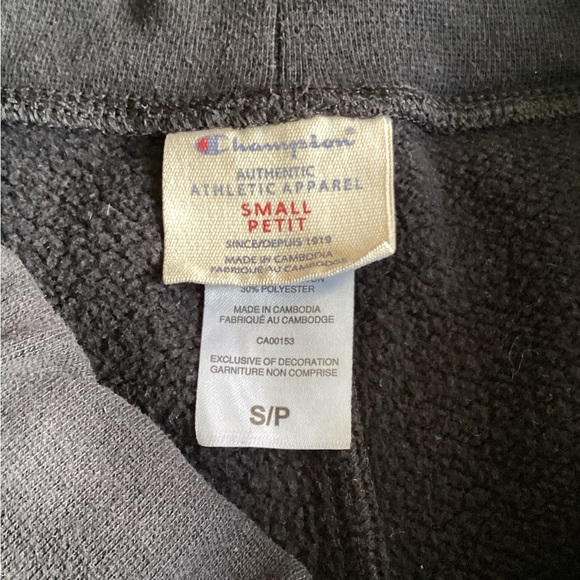 Champion
AUTHENTIC
ATHLETIC APPAREL
SMALL
PETIT
SINCE/DEPUIS 1919
MADE IN CAMBODIA
FABRIQUÉ AU CAMBODGE
30% POLYESTER
MADE IN CAMBODIA
FABRIQUÉ AU CAMBODGE
CA00153
EXCLUSIVE OF DECORATION
GARNITURE NON COMPRISE
S/P